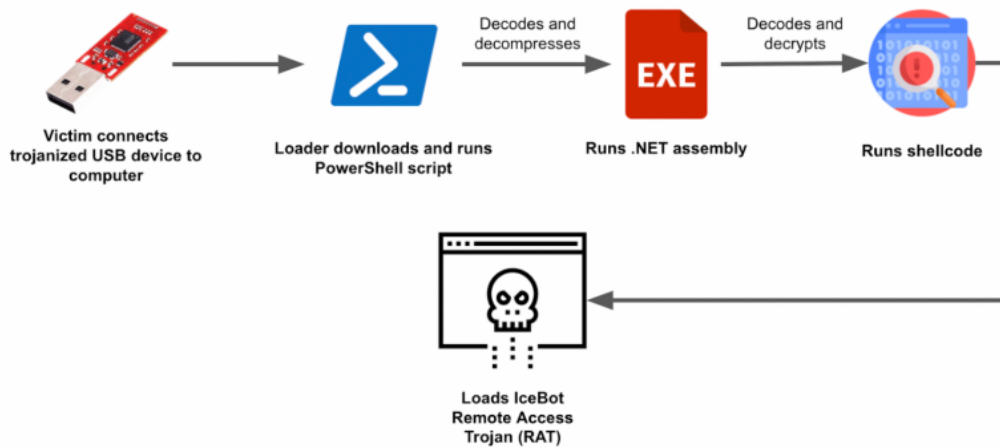 Decodes and
decompresses
Decodes and
decrypts
EXE
Victim connects
trojanized USB device to
computer
Loader downloads and runs
PowerShell script
Runs .NET assembly
Runs shellcode
Loads IceBot
Remote Access
Trojan (RAT)